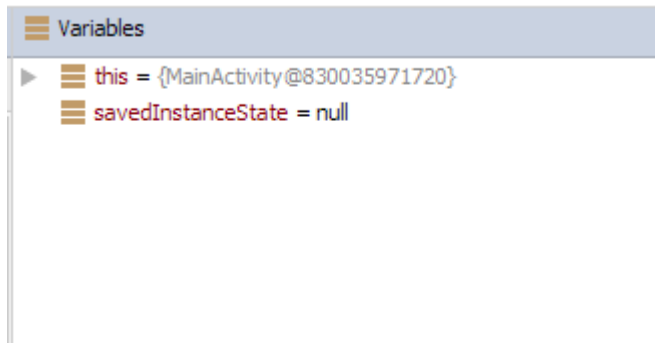 Variables
this = {MainActivity@830035971720}
savedInstanceState = null